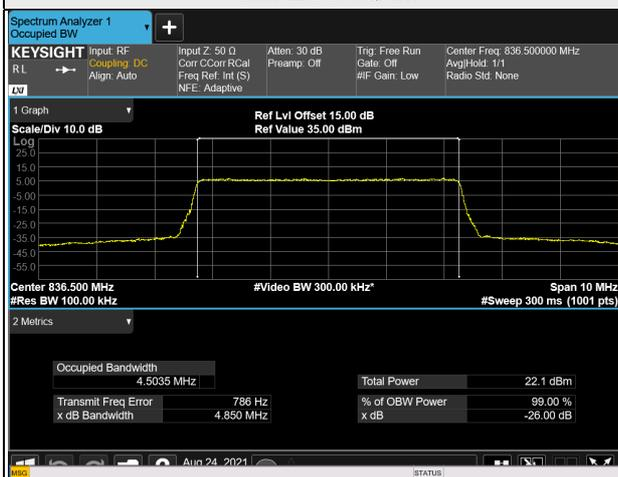 Spectrum Analyzer 1
Occupied BW
+
KEYSIGHT Input: RF Input Z: 50 Ω Atten: 30 dB Trig: Free Run Center Freq: 836.500000 MHz
RL Coupling: DC Corr CCorr RCal Preamp: Off Gate: Off Avg|Hold: 1/1
Align: Auto Freq Ref: Int (S) #IF Gain: Low Radio Std: None
LXI NFE: Adaptive
1 Graph
Ref Lvl Offset 15.00 dB
Scale/Div 10.0 dB Ref Value 35.00 dBm
Log
25.0
15.0
5.00
-5.00
-15.0
-25.0
-35.0
-45.0
-55.0
Center 836.500 MHz #Video BW 300.00 kHz* Span 10 MHz
#Res BW 100.00 kHz #Sweep 300 ms (1001 pts)
2 Metrics
Occupied Bandwidth
4.5035 MHz Total Power 22.1 dBm
Transmit Freq Error 786 Hz % of OBW Power 99.00 %
x dB Bandwidth 4.850 MHz x dB -26.00 dB
Aug 24, 2021
MSG STATUS